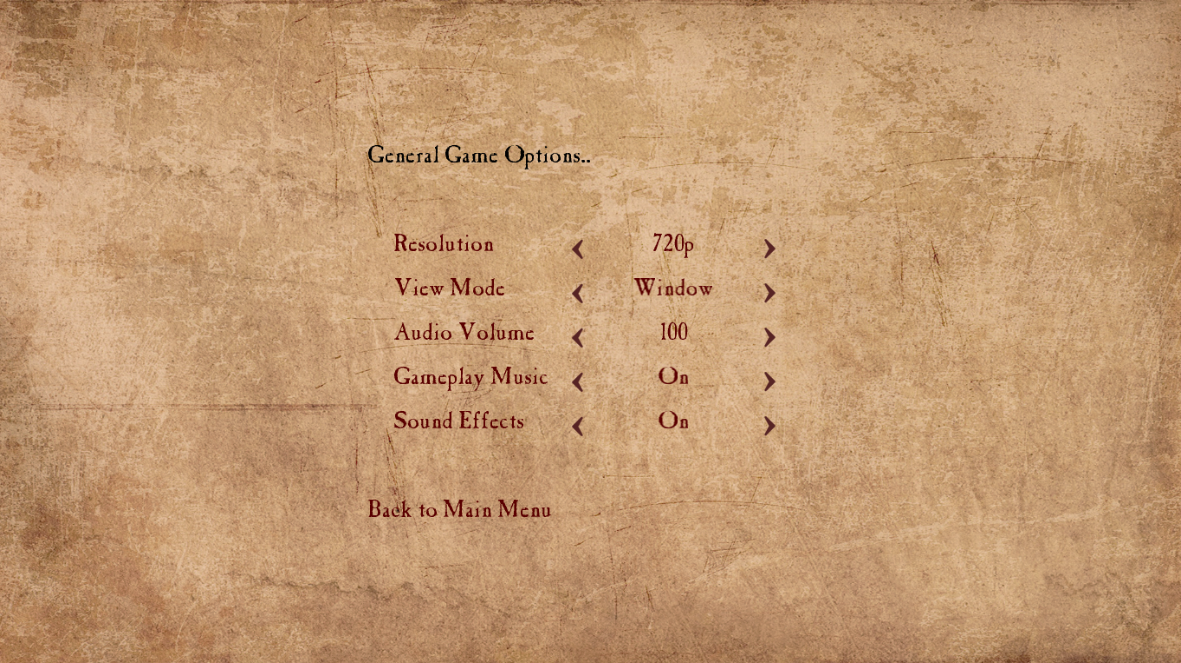 General Game Options..
Resolution 720p
View Mode Window
Audio Volume 100
Gameplay Music On
Sound Effects On
Back to Main Menu